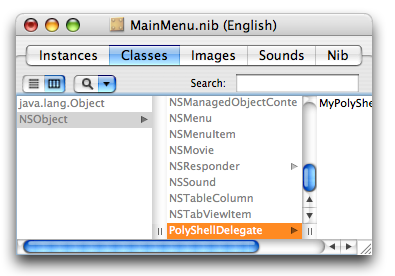 MainMenu.nib (English)
Instances Classes Images Sounds Nib
Search:
java.lang.Object
NSObject
NSManagedObjectConte
NSMenu
NSMenuItem
NSMovie
NSResponder
NSSound
NSTableColumn
NSTabViewItem
PolyShellDelegate
MyPolyShe